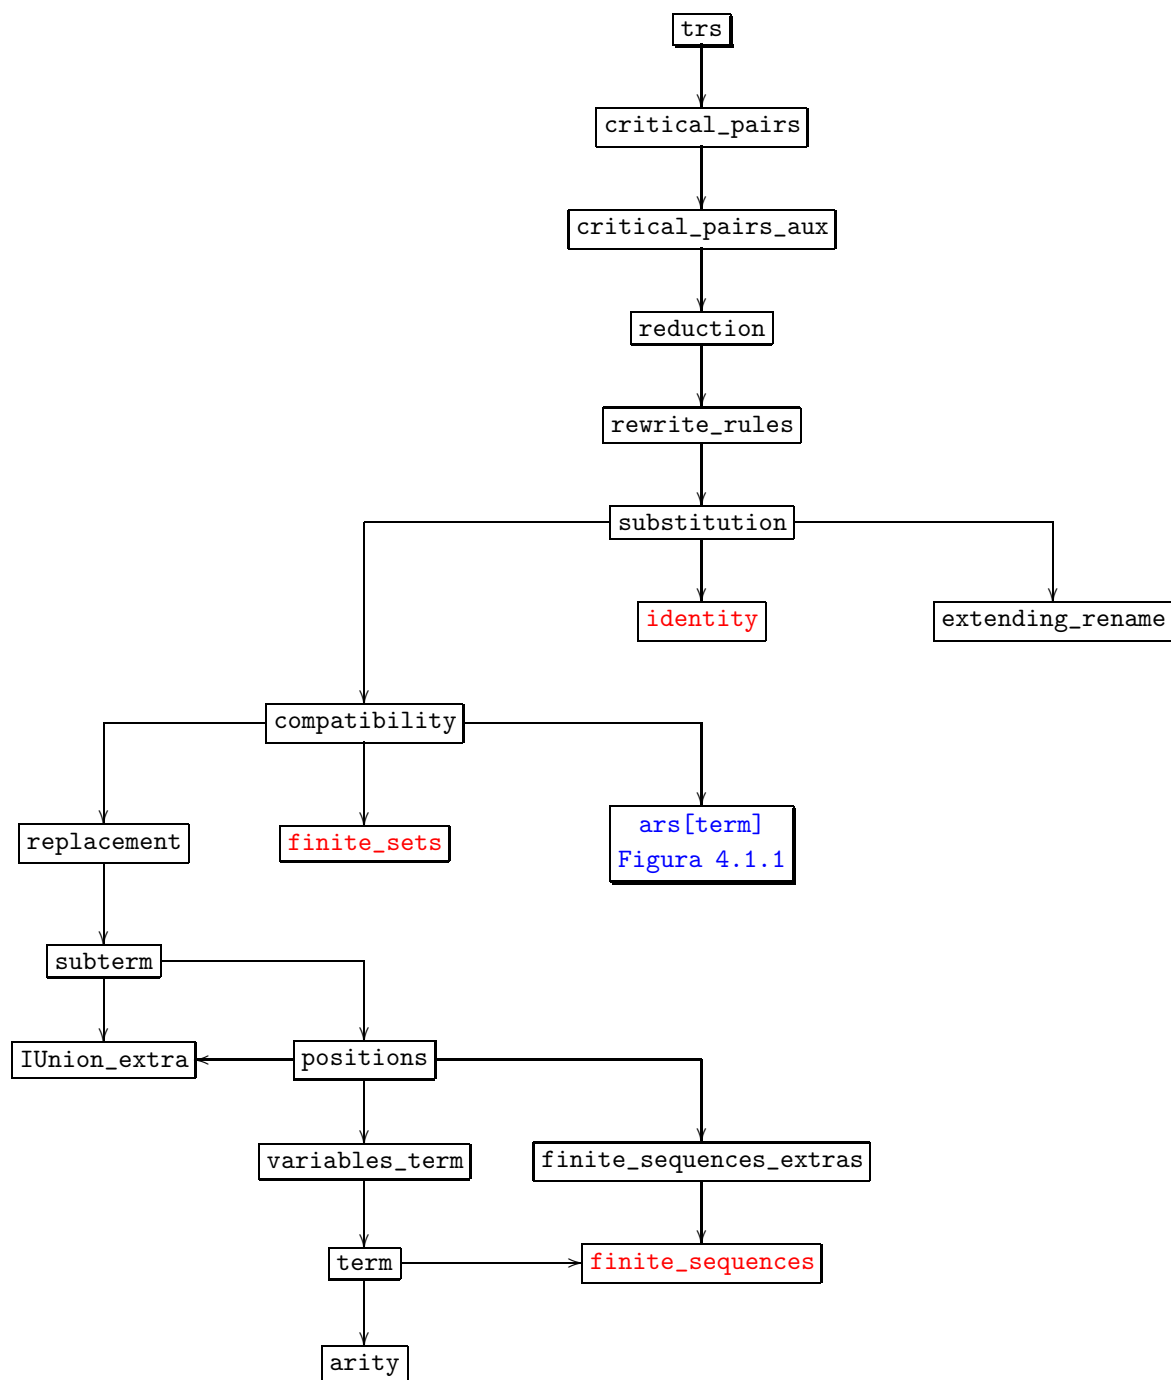 trs
critical_pairs
critical_pairs_aux
reduction
rewrite_rules
substitution
identity
extending_rename
compatibility
replacement
finite_sets
ars[term]
Figura 4.1.1
subterm
IUnion_extra
positions
variables_term
finite_sequences_extras
term
finite_sequences
arity